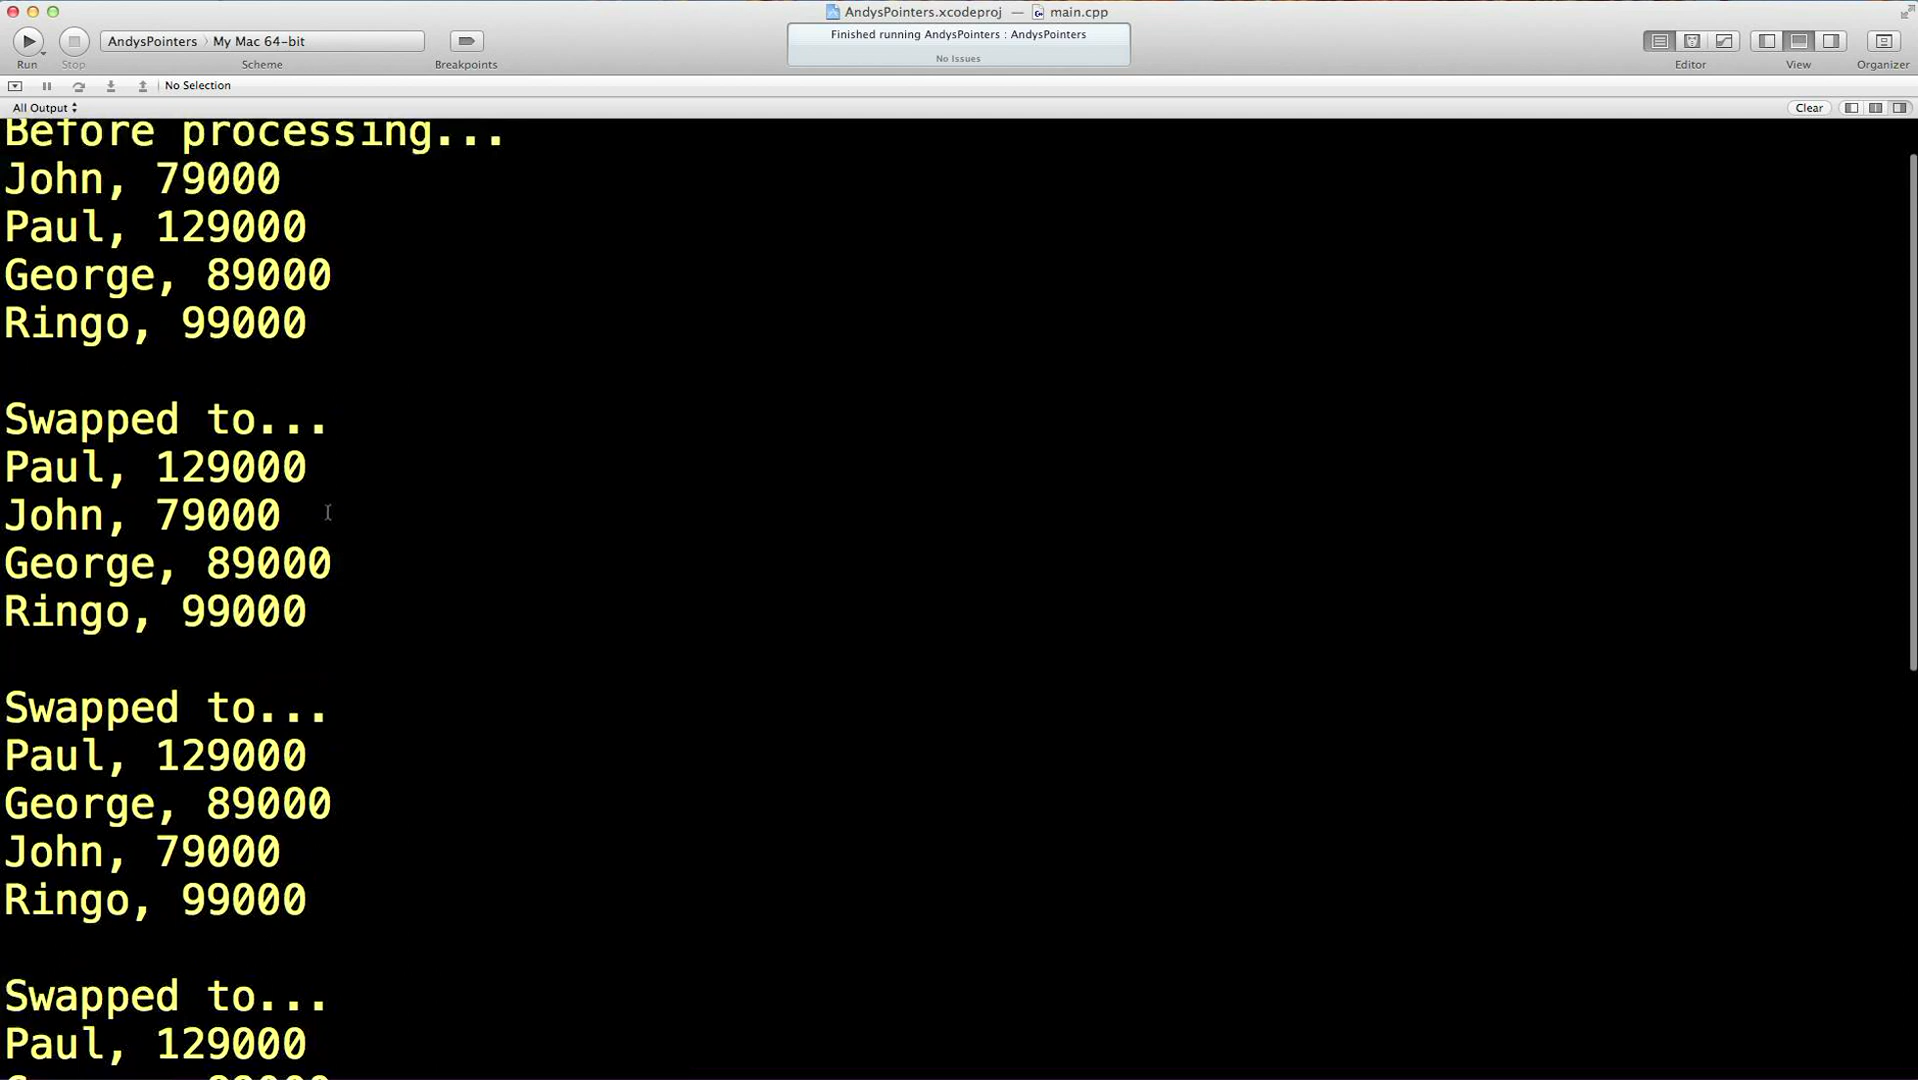 AndysPointers.xcodeproj — main.cpp
AndysPointers › My Mac 64-bit
Finished running AndysPointers : AndysPointers
No Issues
Run Stop Scheme Breakpoints Editor View Organizer
No Selection
All Output Clear
Before processing...
John, 79000
Paul, 129000
George, 89000
Ringo, 99000
Swapped to...
Paul, 129000
John, 79000
George, 89000
Ringo, 99000
Swapped to...
Paul, 129000
George, 89000
John, 79000
Ringo, 99000
Swapped to...
Paul, 129000